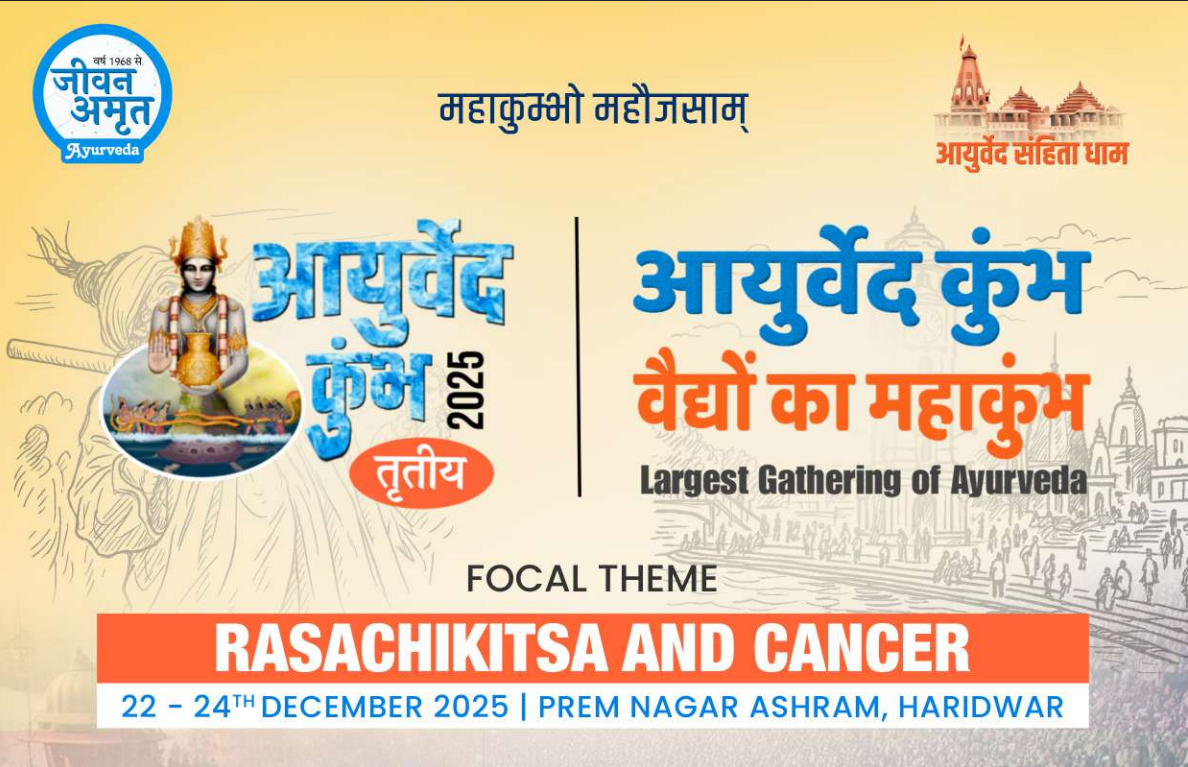 वर्ष 1968 से
जीवन
अमृत
Ayurveda
महाकुम्भो महौजसाम्
आयुर्वेद संहिता धाम
आयुर्वेद
कुंभ
2025
तृतीय
आयुर्वेद कुंभ
वैद्यों का महाकुंभ
Largest Gathering of Ayurveda
FOCAL THEME
RASACHIKITSA AND CANCER
22 - 24TH DECEMBER 2025 | PREM NAGAR ASHRAM, HARIDWAR